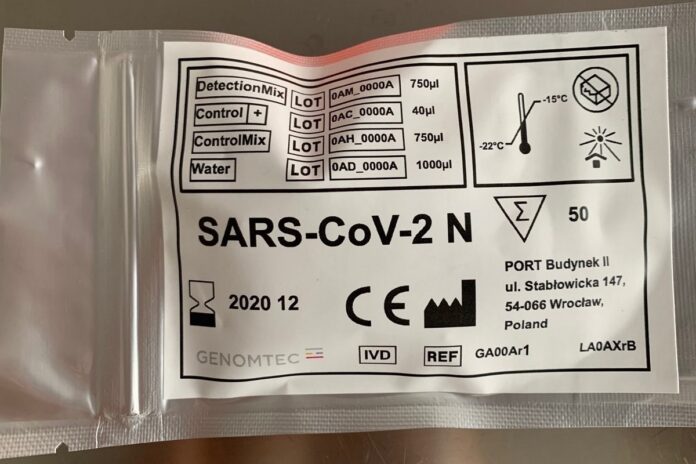 DetectionMix LOT 0AM_0000A 750µl
Control + LOT 0AC_0000A 40µl
ControlMix LOT 0AH_0000A 750µl
Water LOT 0AD_0000A 1000µl
-15°C
-22°C
SARS-CoV-2 N
Σ 50
2020 12
CE
PORT Budynek II
ul. Stabłowicka 147,
54-066 Wrocław,
Poland
GENOMTEC
IVD REF GA00Ar1 LA0AXrB